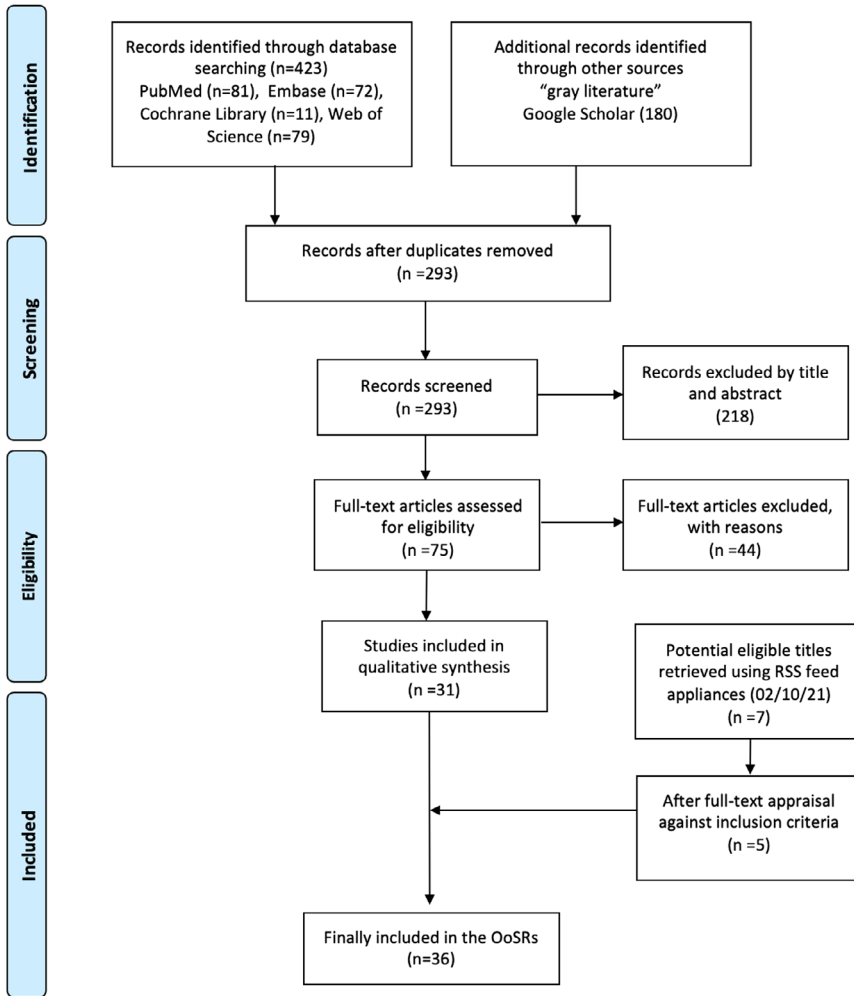 Identification
Records identified through database
searching (n=423)
PubMed (n=81), Embase (n=72),
Cochrane Library (n=11), Web of
Science (n=79)
Additional records identified
through other sources
“gray literature”
Google Scholar (180)
Screening
Records after duplicates removed
(n =293)
Records screened
(n =293)
Records excluded by title
and abstract
(218)
Eligibility
Full-text articles assessed
for eligibility
(n =75)
Full-text articles excluded,
with reasons
(n =44)
Studies included in
qualitative synthesis
(n =31)
Potential eligible titles
retrieved using RSS feed
appliances (02/10/21)
(n =7)
Included
After full-text appraisal
against inclusion criteria
(n =5)
Finally included in the OoSRs
(n=36)